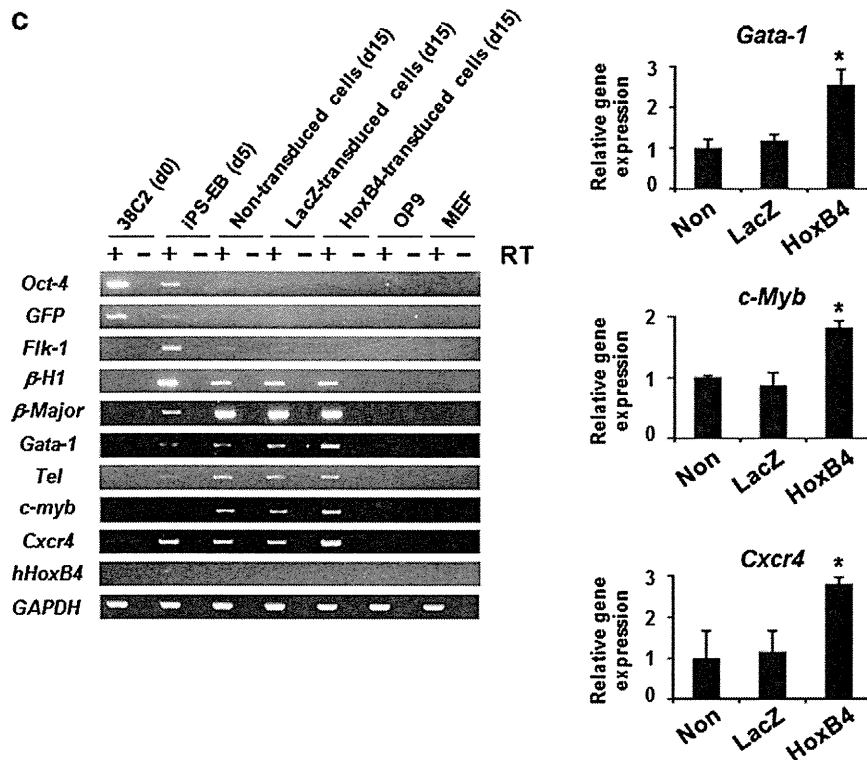 C
38C2 (d0)
iPS-EB (d5)
Non-transduced cells (d15)
LacZ-transduced cells (d15)
HoxB4-transduced cells (d15)
OP9
MEF
+ − + − + − + − + − + − + − RT
Oct-4
GFP
Flk-1
β-H1
β-Major
Gata-1
Tel
c-myb
Cxcr4
hHoxB4
GAPDH
Gata-1
Relative gene
expression
3
2
1
0
*
Non
LacZ
HoxB4
c-Myb
Relative gene
expression
2
1
0
*
Non
LacZ
HoxB4
Cxcr4
Relative gene
expression
3
2
1
0
*
Non
LacZ
HoxB4